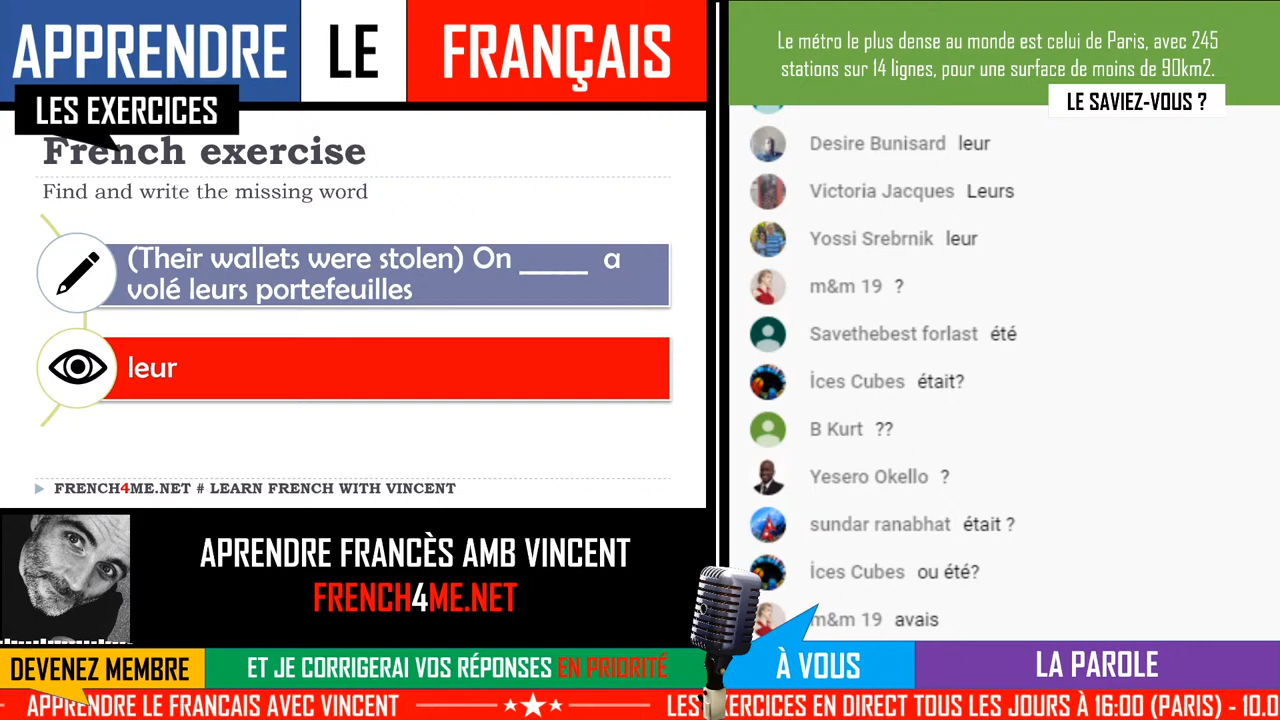 APPRENDRE LE FRANÇAIS
LES EXERCICES
French exercise
Find and write the missing word
(Their wallets were stolen) On _____ a
volé leurs portefeuilles
leur
FRENCH4ME.NET # LEARN FRENCH WITH VINCENT
APRENDRE FRANCÈS AMB VINCENT
FRENCH4ME.NET
DEVENEZ MEMBRE
ET JE CORRIGERAI VOS RÉPONSES EN PRIORITÉ
Le métro le plus dense au monde est celui de Paris, avec 245
stations sur 14 lignes, pour une surface de moins de 90km2.
LE SAVIEZ-VOUS ?
Desire Bunisard leur
Victoria Jacques Leurs
Yossi Srebrnik leur
m&m 19 ?
Savethebest forlast été
İces Cubes était?
B Kurt ??
Yesero Okello ?
sundar ranabhat était ?
İces Cubes ou été?
m&m 19 avais
À VOUS
LA PAROLE
APPRENDRE LE FRANCAIS AVEC VINCENT LES EXERCICES EN DIRECT TOUS LES JOURS À 16:00 (PARIS) - 10.0